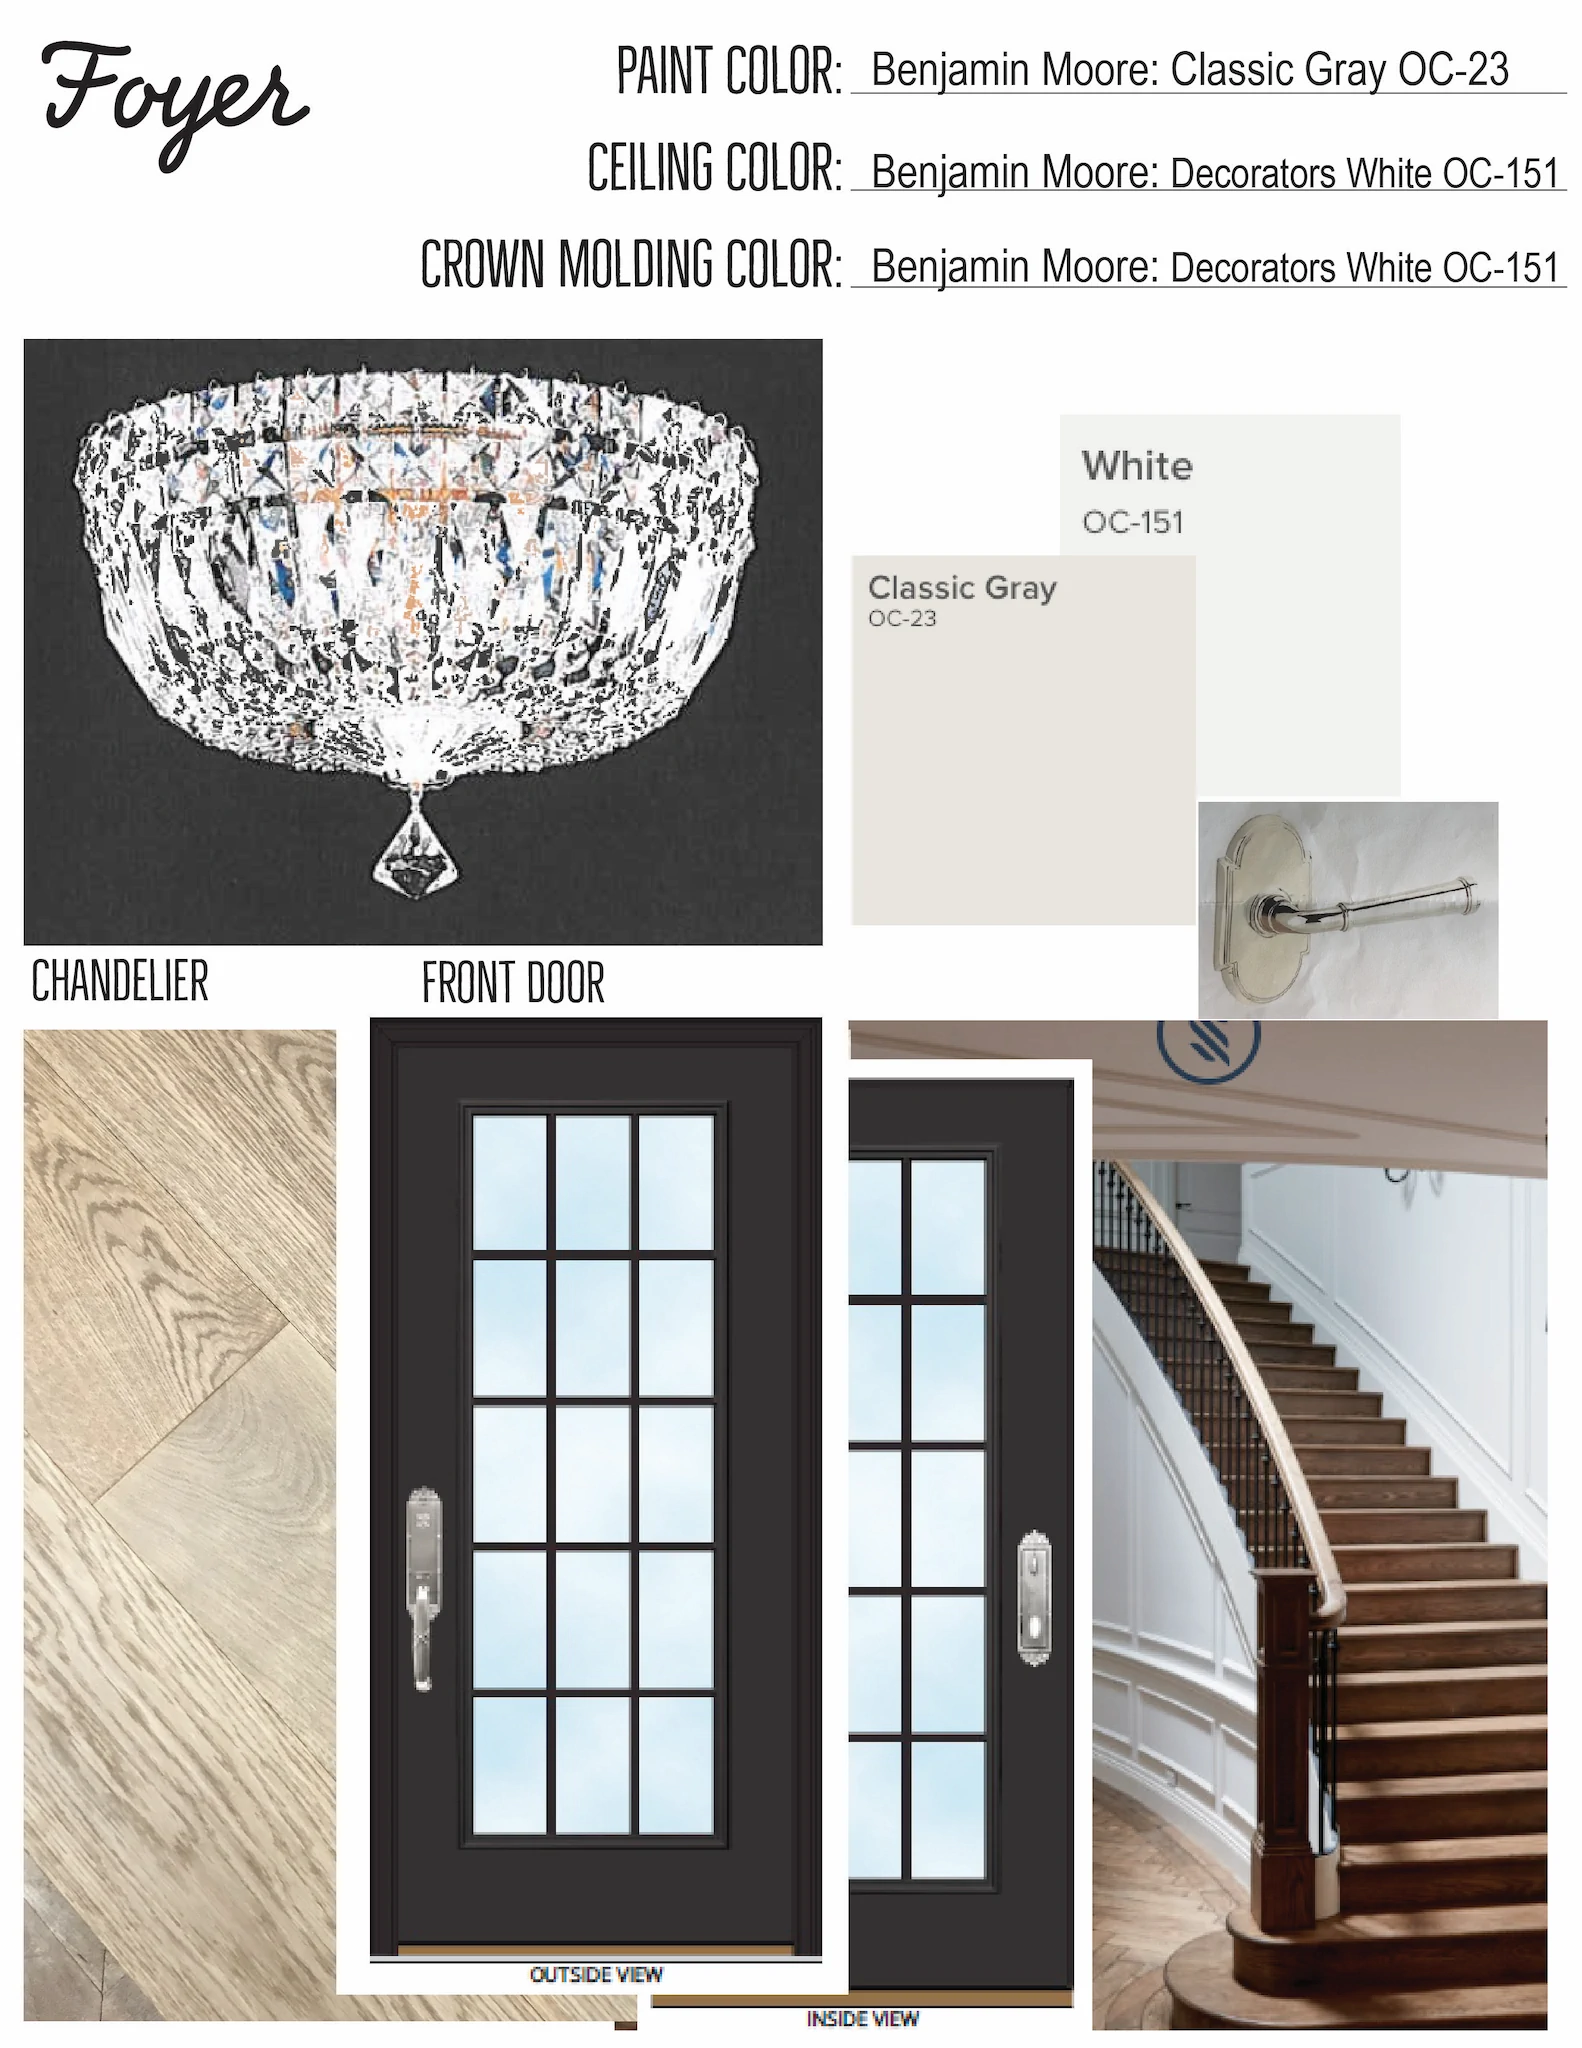 Foyer
PAINT COLOR: Benjamin Moore: Classic Gray OC-23
CEILING COLOR: Benjamin Moore: Decorators White OC-151
CROWN MOLDING COLOR: Benjamin Moore: Decorators White OC-151
White
OC-151
Classic Gray
OC-23
CHANDELIER
FRONT DOOR
OUTSIDE VIEW
INSIDE VIEW